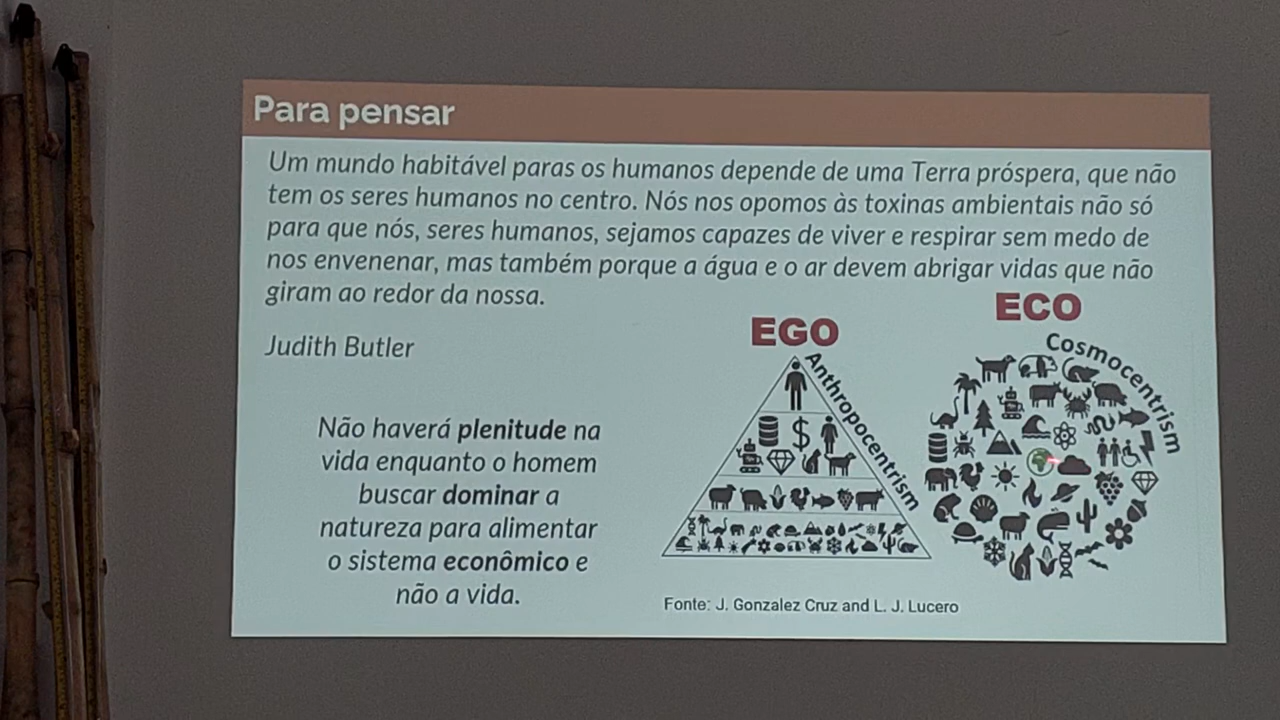 Para pensar
Um mundo habitável paras os humanos depende de uma Terra próspera, que não
tem os seres humanos no centro. Nós nos opomos às toxinas ambientais não só
para que nós, seres humanos, sejamos capazes de viver e respirar sem medo de
nos envenenar, mas também porque a água e o ar devem abrigar vidas que não
giram ao redor da nossa.
Judith Butler
Não haverá plenitude na
vida enquanto o homem
buscar dominar a
natureza para alimentar
o sistema econômico e
não a vida.
EGO
Anthropocentrism
$
ECO
Cosmocentrism
Fonte: J. Gonzalez Cruz and L. J. Lucero